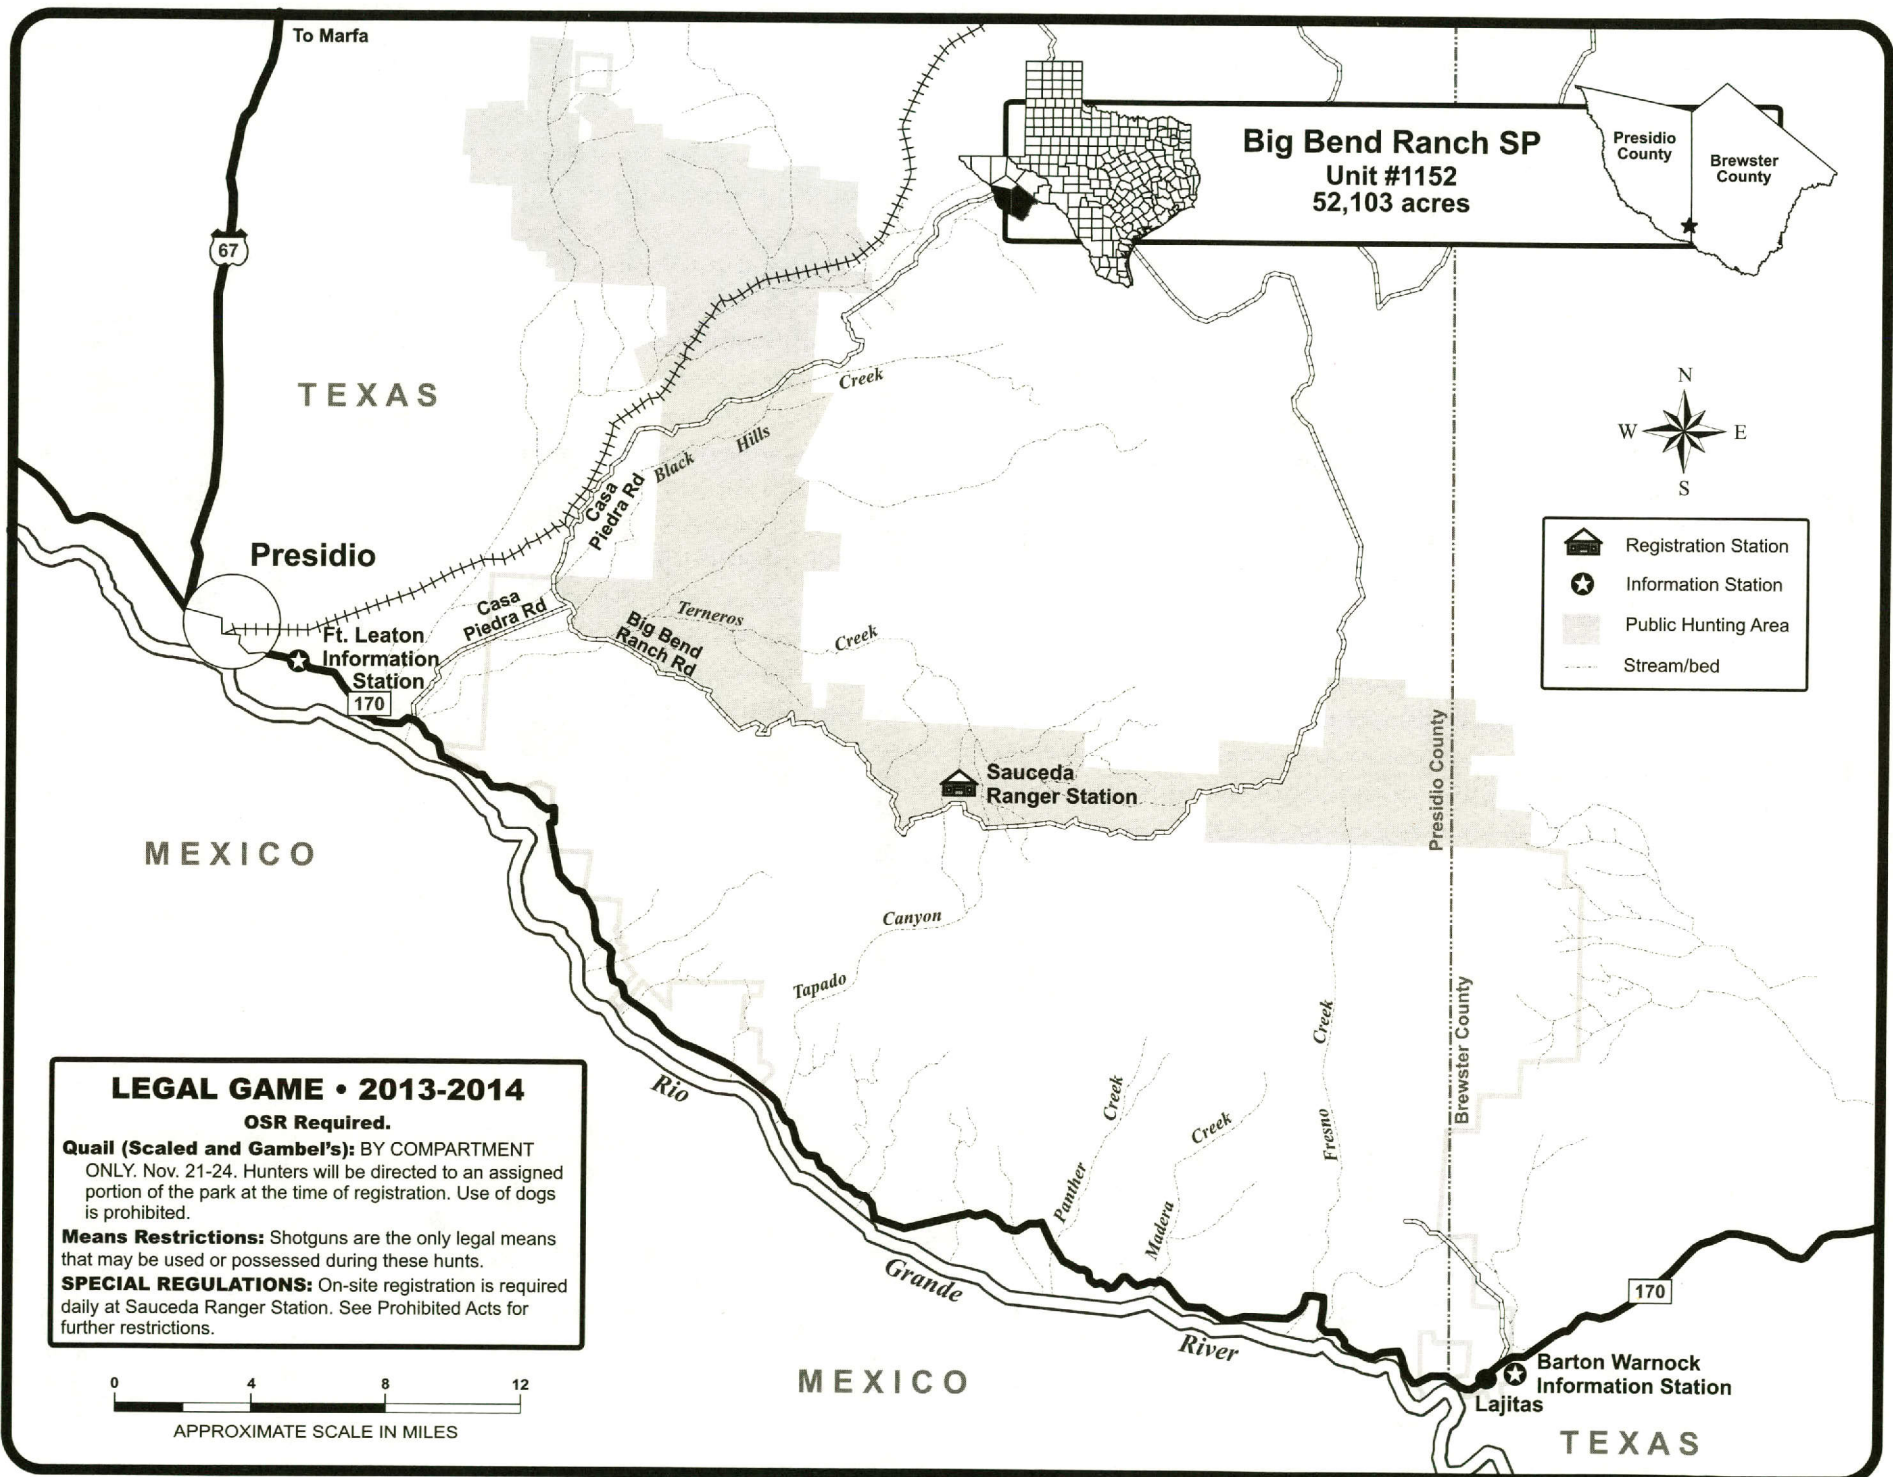 To Marfa
Big Bend Ranch SP
Unit #1152
52,103 acres
Presidio
County
Brewster
County
67
TEXAS
Creek
Hills
Black
Casa
Piedra Rd
N
W E
S
Registration Station
Information Station
Public Hunting Area
Stream/bed
Presidio
Casa
Piedra Rd
Ft. Leaton
Information
Station
170
Terneros
Creek
Big Bend
Ranch Rd
Sauceda
Ranger Station
Presidio County
Brewster County
MEXICO
Canyon
Tapado
Creek
Fresno
Creek
Panther
Creek
Madera
Rio
Grande
River
LEGAL GAME • 2013-2014
OSR Required.
Quail (Scaled and Gambel's): BY COMPARTMENT
ONLY. Nov. 21-24. Hunters will be directed to an assigned
portion of the park at the time of registration. Use of dogs
is prohibited.
Means Restrictions: Shotguns are the only legal means
that may be used or possessed during these hunts.
SPECIAL REGULATIONS: On-site registration is required
daily at Sauceda Ranger Station. See Prohibited Acts for
further restrictions.
0 4 8 12
APPROXIMATE SCALE IN MILES
MEXICO
170
Barton Warnock
Information Station
Lajitas
TEXAS